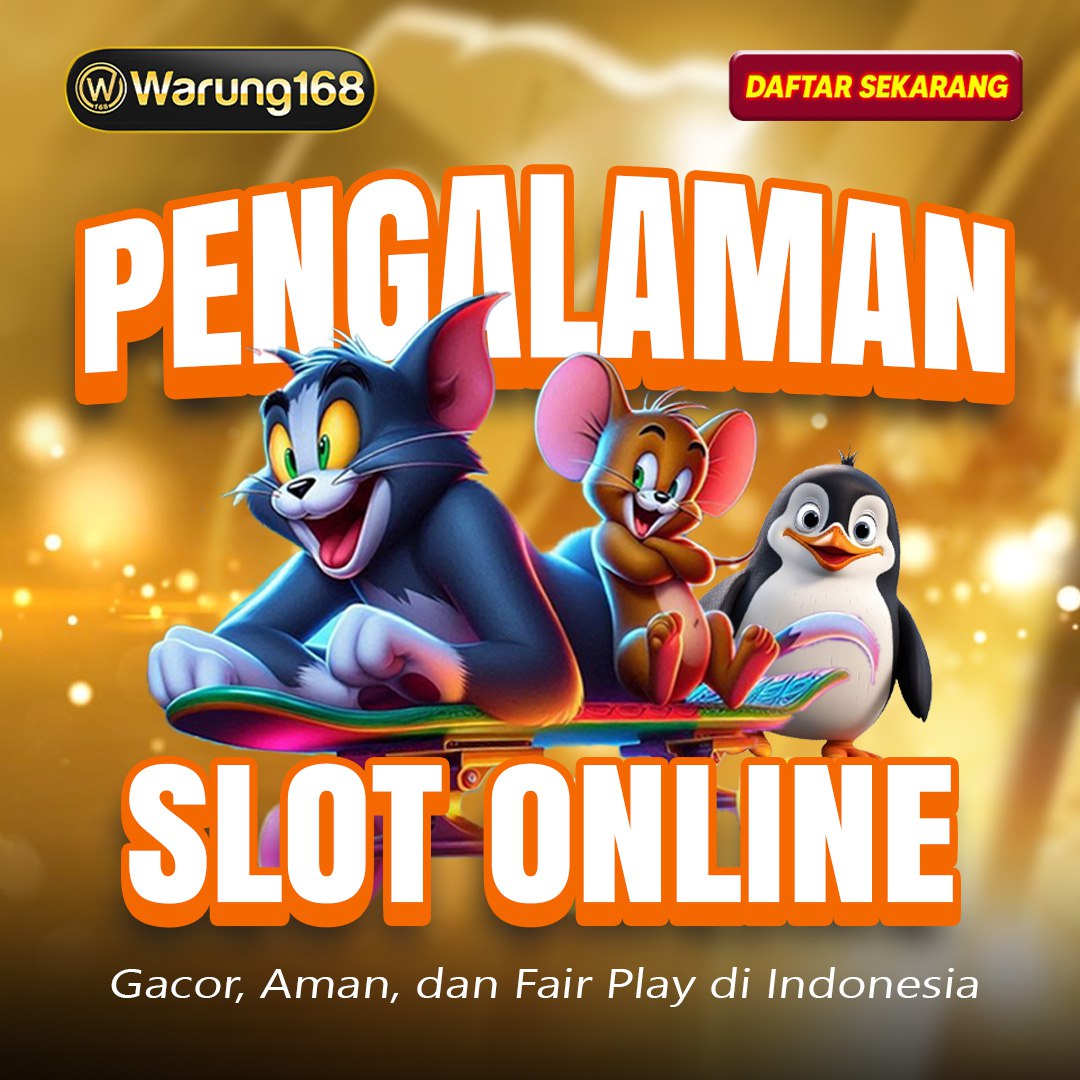 Warung168
DAFTAR SEKARANG
PENGALAMAN
SLOT ONLINE
Gacor, Aman, dan Fair Play di Indonesia